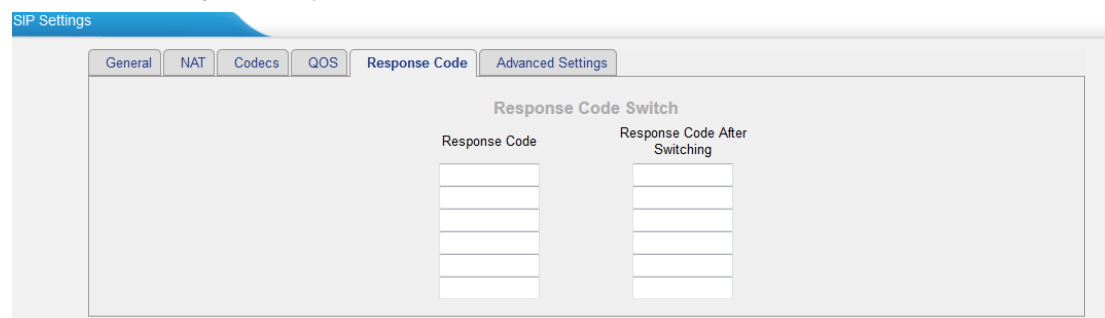 SIP Settings
General NAT Codecs QOS Response Code Advanced Settings
Response Code Switch
Response Code
Response Code After
Switching